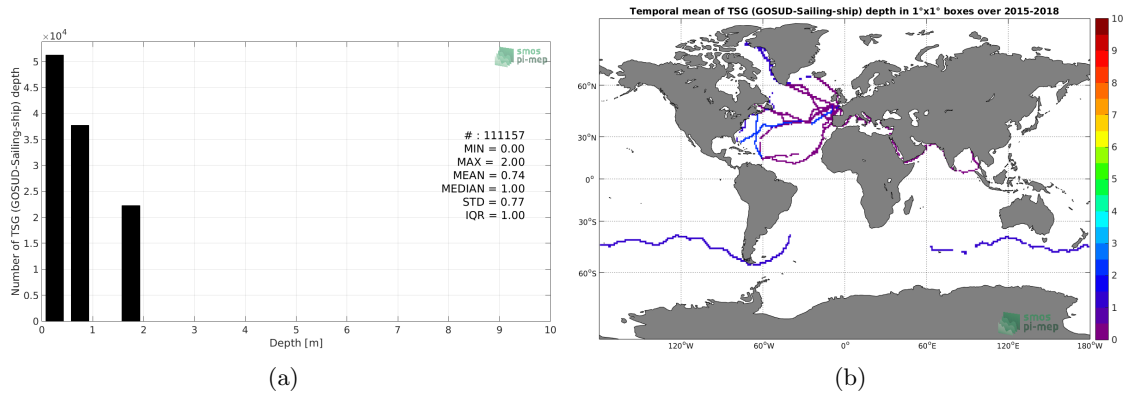 ×10^4
5
4.5
4
3.5
3
2.5
2
1.5
1
0.5
0
Number of TSG (GOSUD-Sailing-ship) depth
smos
pi-mep
# : 111157
MIN = 0.00
MAX = 2.00
MEAN = 0.74
MEDIAN = 1.00
STD = 0.77
IQR = 1.00
0 1 2 3 4 5 6 7 8 9 10
Depth [m]
(a)
Temporal mean of TSG (GOSUD-Sailing-ship) depth in 1°x1° boxes over 2015-2018
60°N
30°N
0°
30°S
60°S
120°W 60°W 0° 60°E 120°E 180°W
smos
pi-mep
10
9
8
7
6
5
4
3
2
1
0
(b)